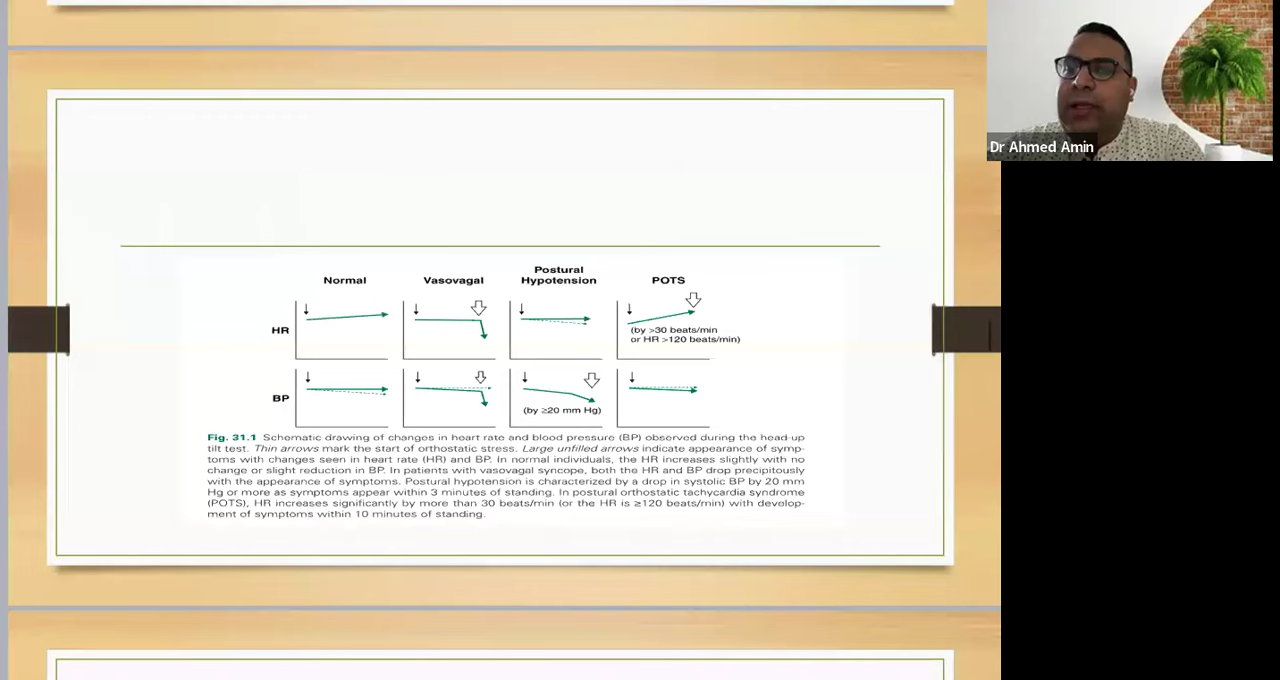 Dr Ahmed Amin
Normal
Vasovagal
Postural
Hypotension
POTS
HR
(by >30 beats/min
or HR >120 beats/min)
BP
(by ≥20 mm Hg)
Fig. 31.1 Schematic drawing of changes in heart rate and blood pressure (BP) observed during the head-up
tilt test. Thin arrows mark the start of orthostatic stress. Large unfilled arrows indicate appearance of symp-
toms with changes seen in heart rate (HR) and BP. In normal individuals, the HR increases slightly with no
change or slight reduction in BP. In patients with vasovagal syncope, both the HR and BP drop precipitously
with the appearance of symptoms. Postural hypotension is characterized by a drop in systolic BP by 20 mm
Hg or more as symptoms appear within 3 minutes of standing. In postural orthostatic tachycardia syndrome
(POTS), HR increases significantly by more than 30 beats/min (or the HR is ≥120 beats/min) with develop-
ment of symptoms within 10 minutes of standing.